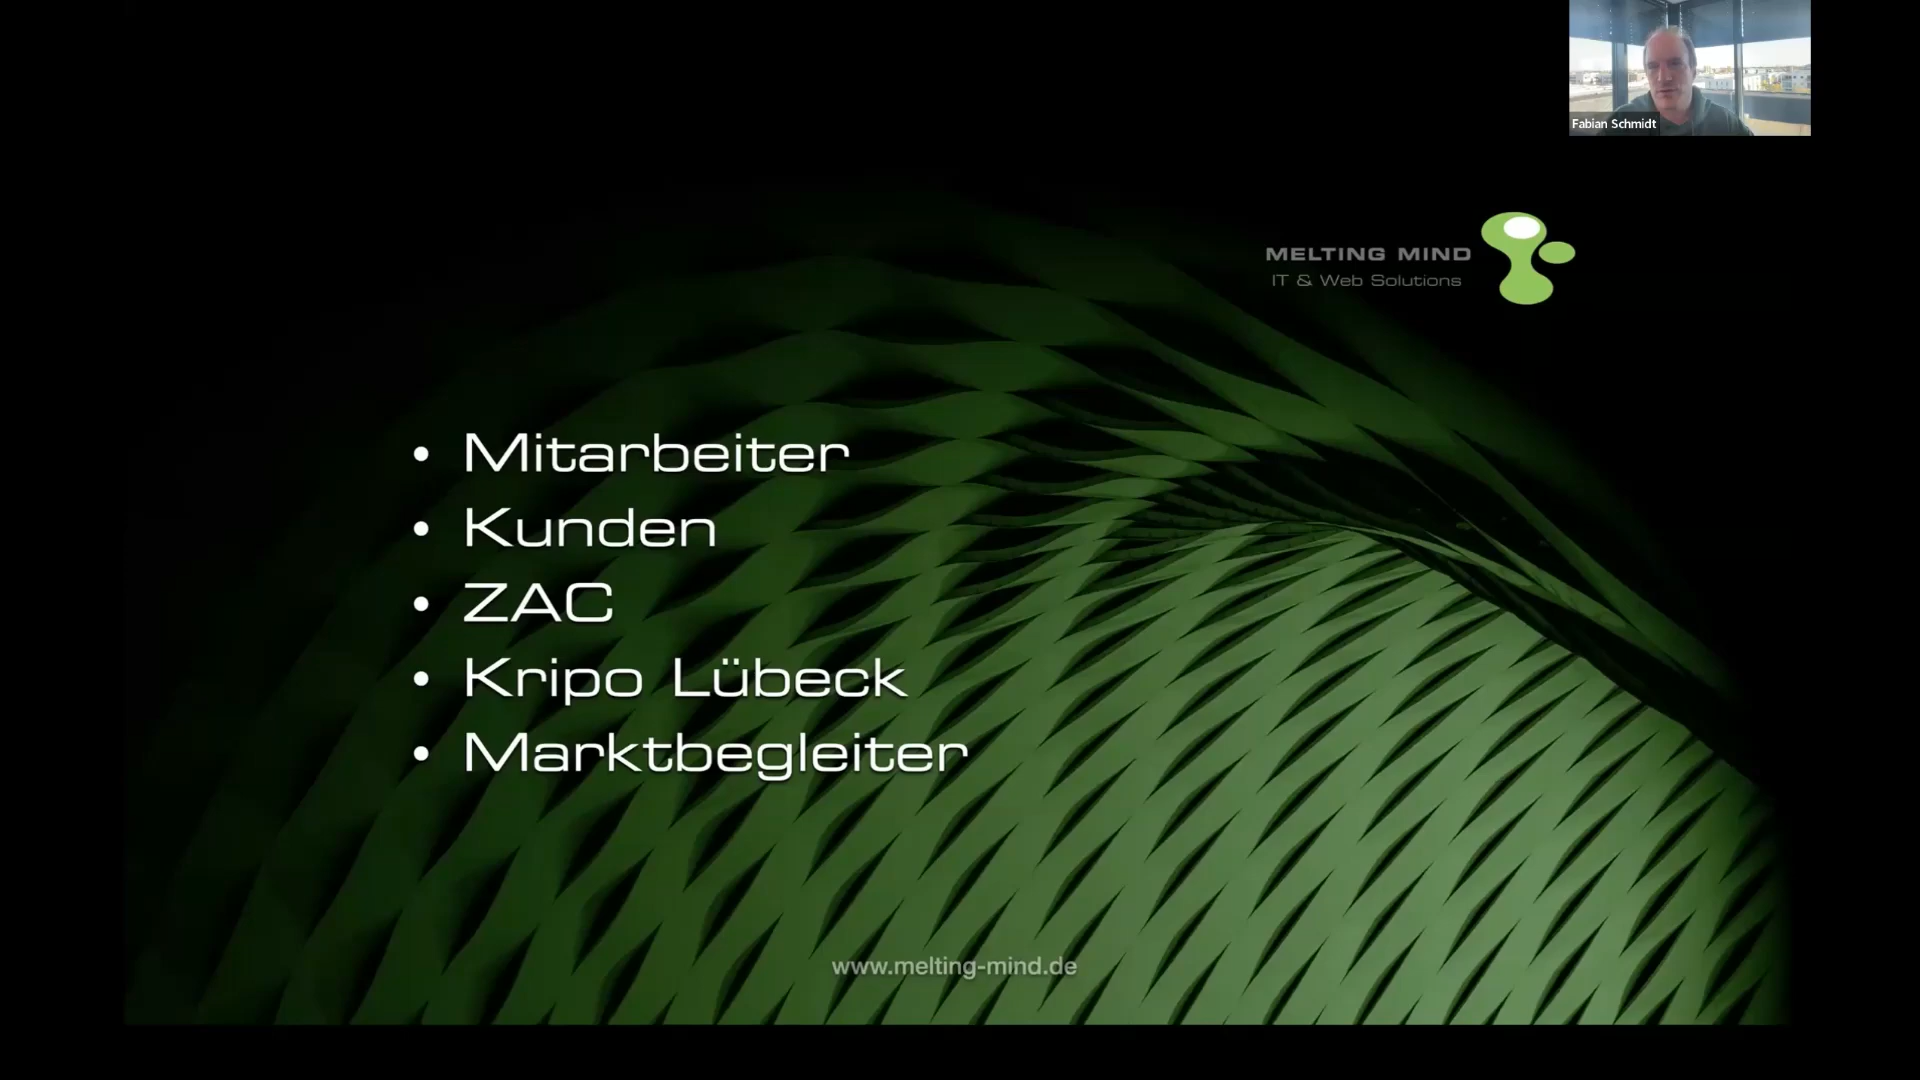 Fabian Schmidt
MELTING MIND
IT & Web Solutions
• Mitarbeiter
• Kunden
• ZAC
• Kripo Lübeck
• Marktbegleiter
www.melting-mind.de